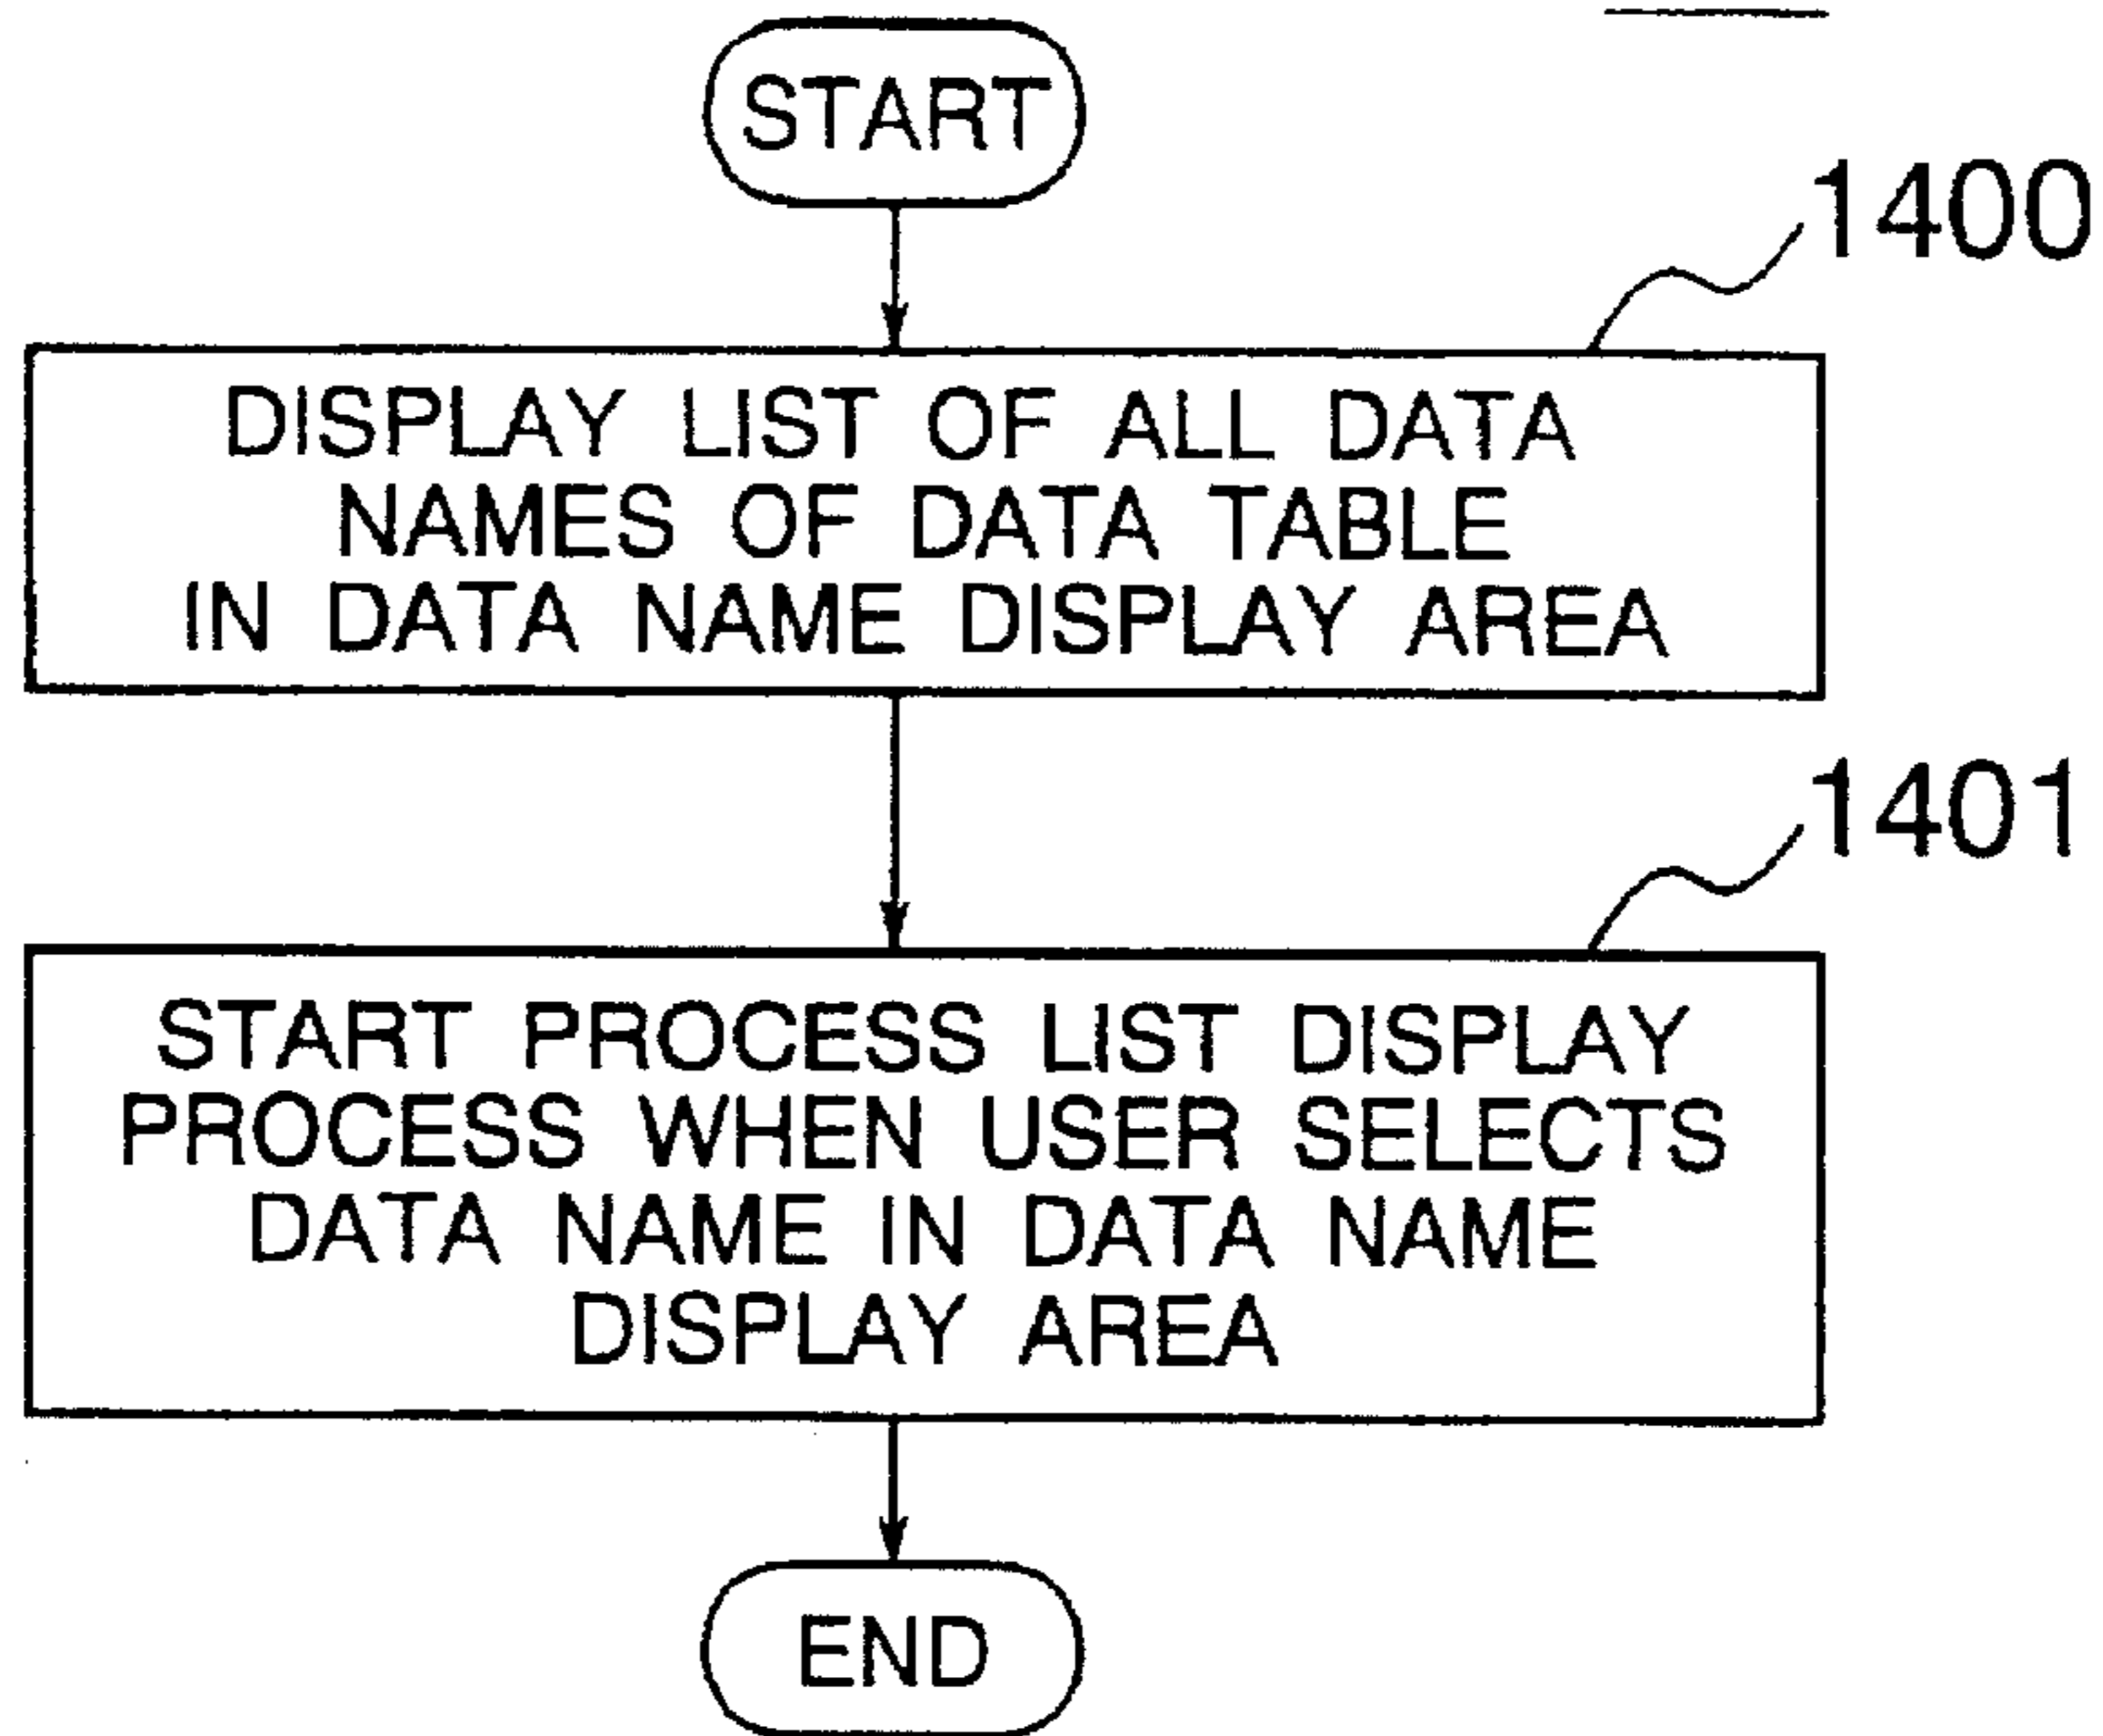 START
1400
DISPLAY LIST OF ALL DATA
NAMES OF DATA TABLE
IN DATA NAME DISPLAY AREA
1401
START PROCESS LIST DISPLAY
PROCESS WHEN USER SELECTS
DATA NAME IN DATA NAME
DISPLAY AREA
END